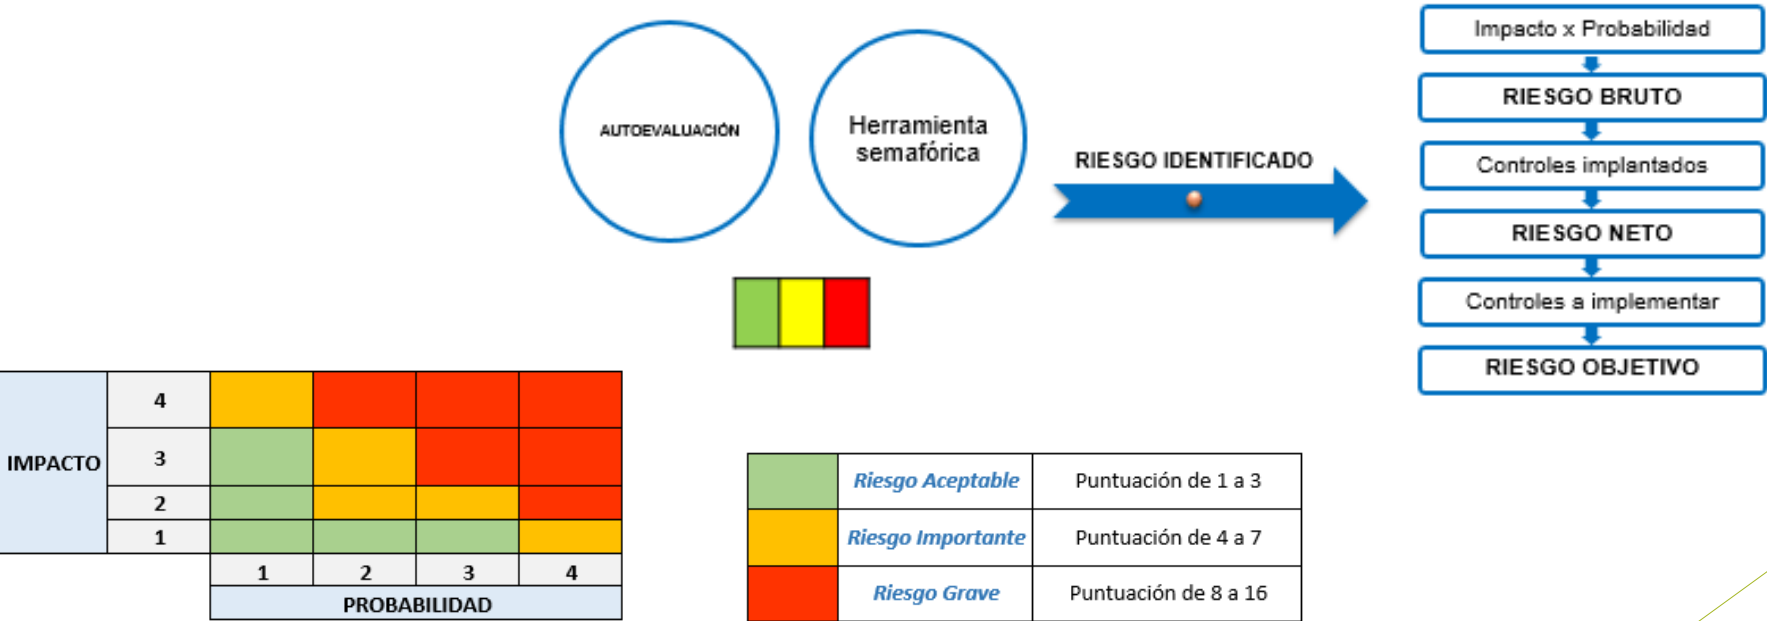 AUTOEVALUACIÓN
Herramienta
semafórica
RIESGO IDENTIFICADO
Impacto x Probabilidad
RIESGO BRUTO
Controles implantados
RIESGO NETO
Controles a implementar
RIESGO OBJETIVO
IMPACTO
4
3
2
1
1 2 3 4
PROBABILIDAD
Riesgo Aceptable Puntuación de 1 a 3
Riesgo Importante Puntuación de 4 a 7
Riesgo Grave Puntuación de 8 a 16